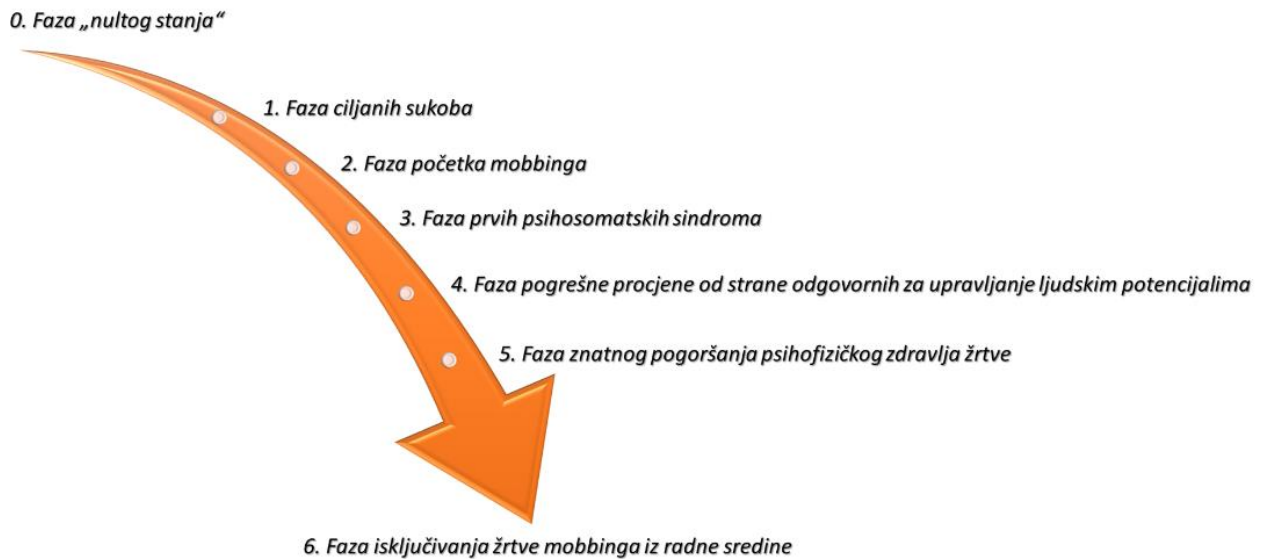 0. Faza „nultog stanja“
1. Faza ciljanih sukoba
2. Faza početka mobbinga
3. Faza prvih psihosomatskih sindroma
4. Faza pogrešne procjene od strane odgovornih za upravljanje ljudskim potencijalima
5. Faza znatnog pogoršanja psihofizičkog zdravlja žrtve
6. Faza isključivanja žrtve mobbinga iz radne sredine